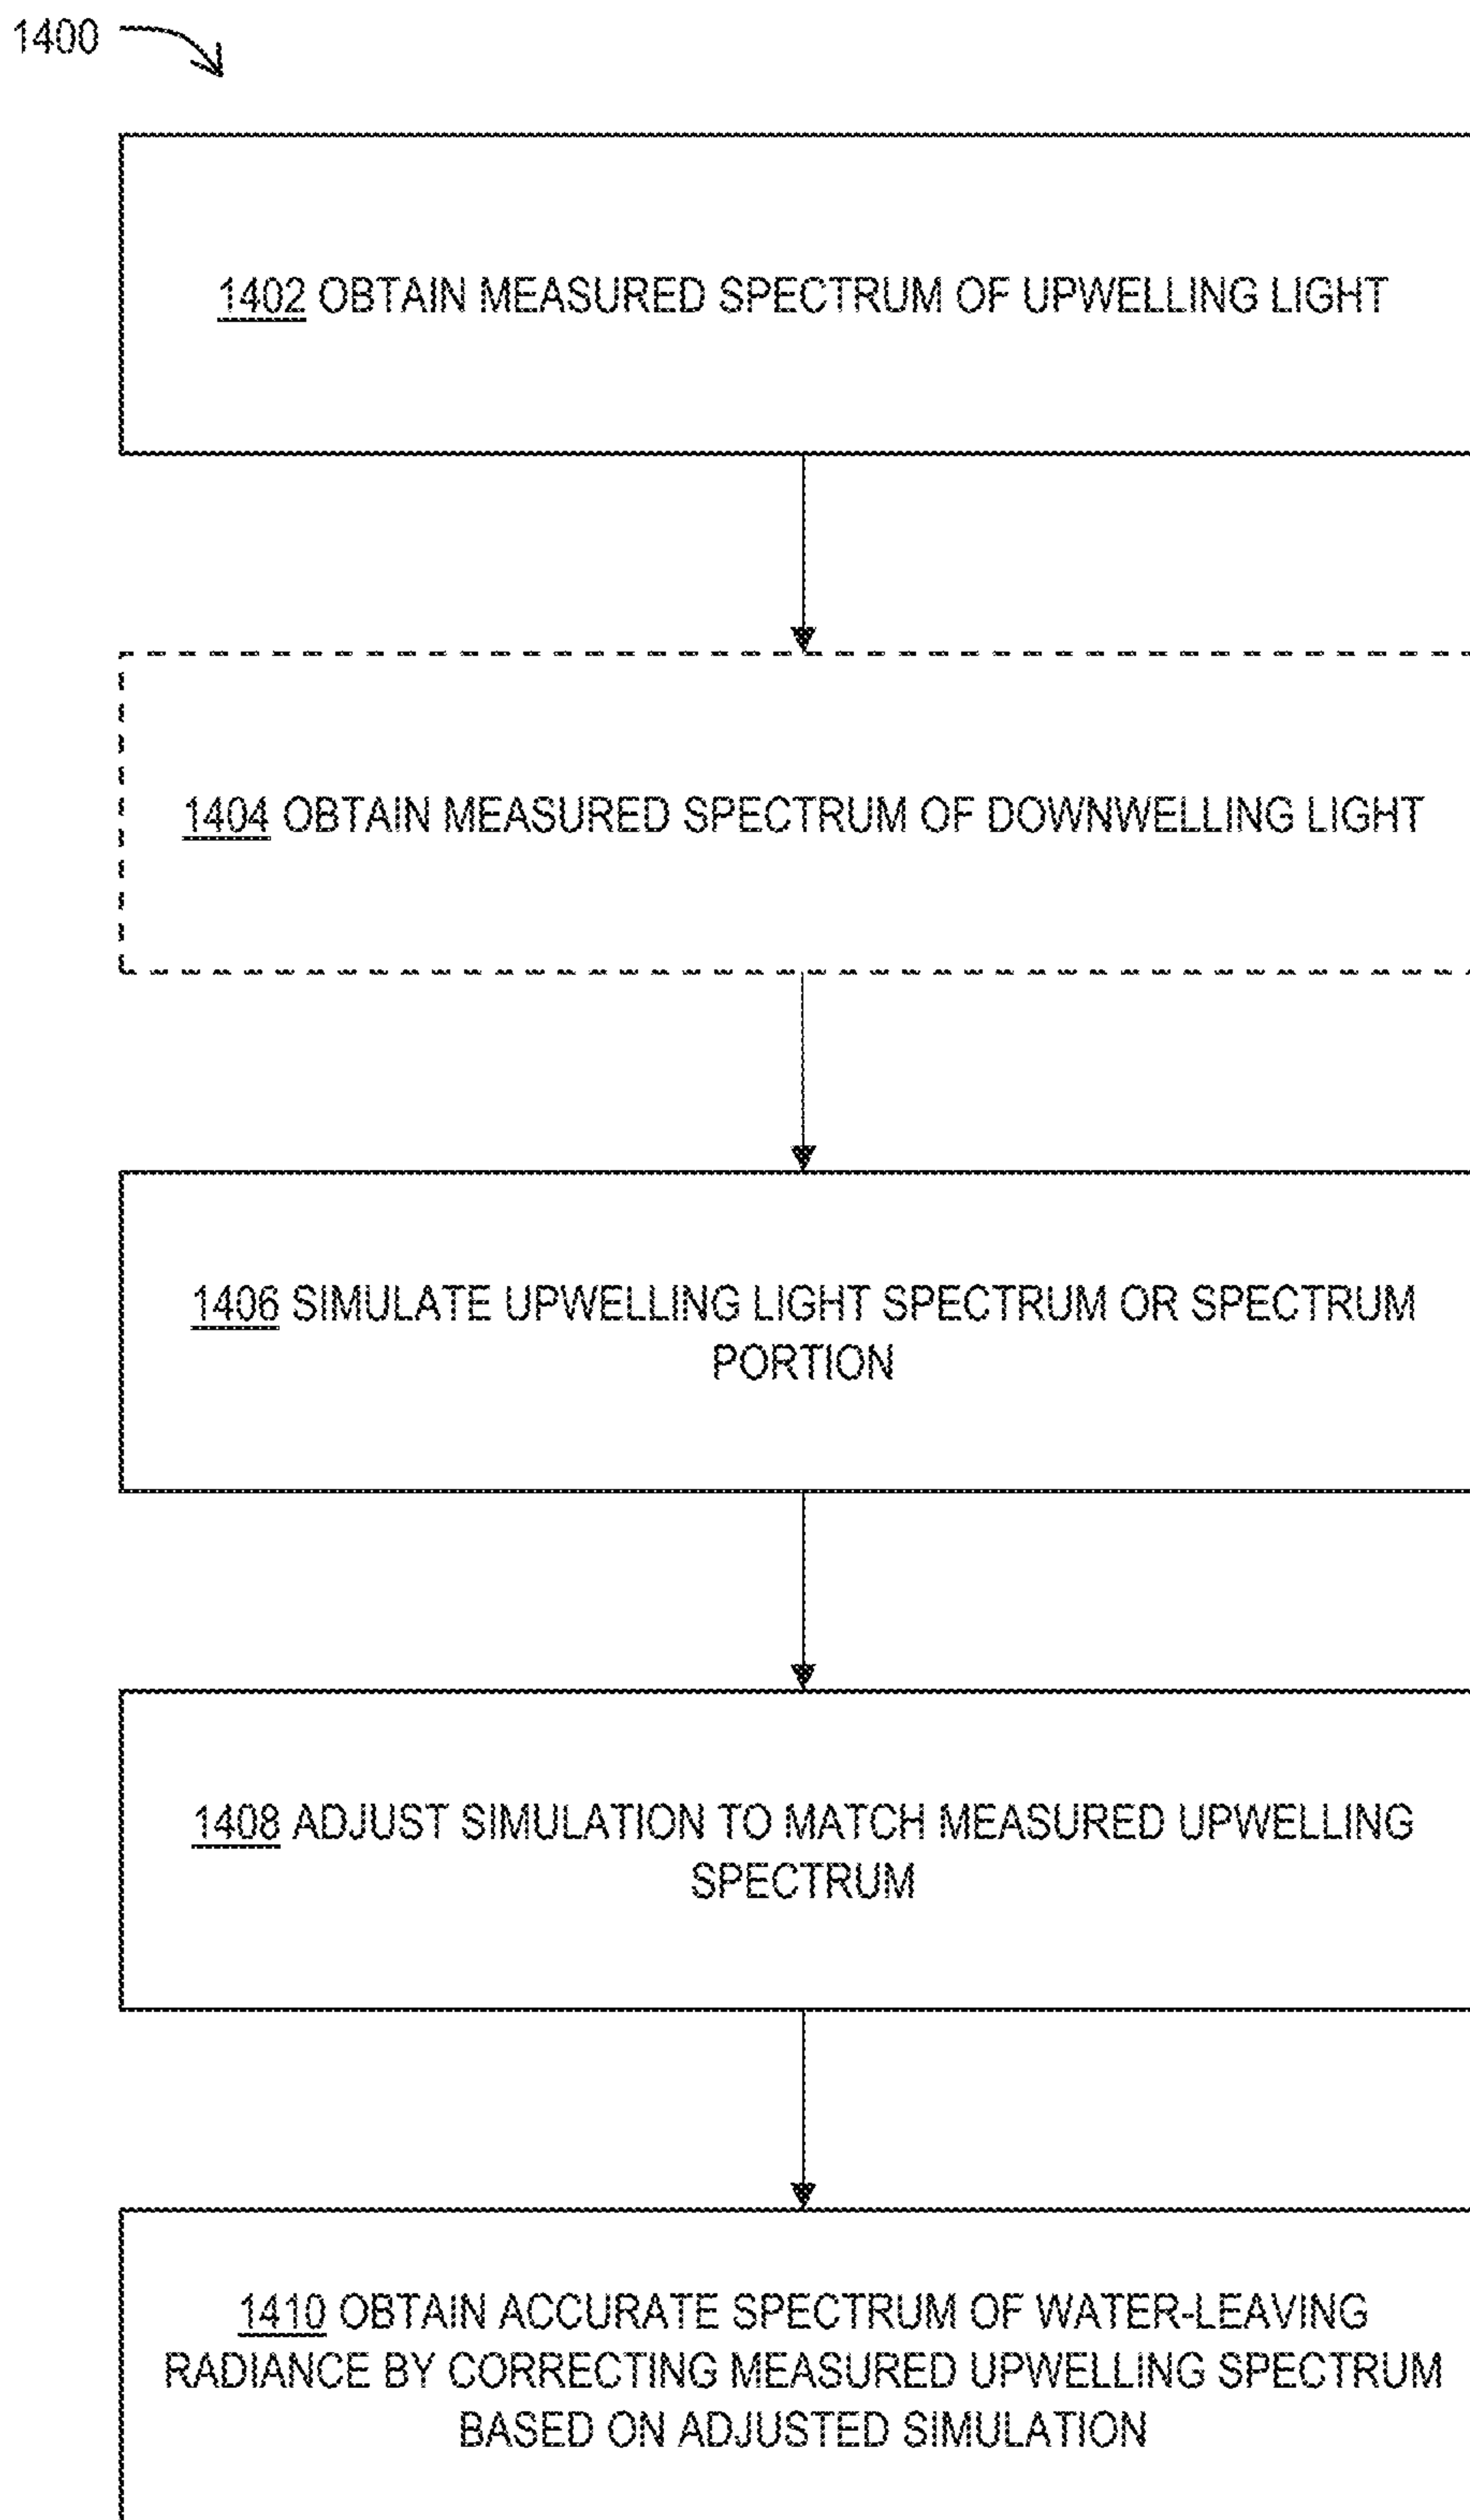 1400
1402 OBTAIN MEASURED SPECTRUM OF UPWELLING LIGHT
1404 OBTAIN MEASURED SPECTRUM OF DOWNWELLING LIGHT
1406 SIMULATE UPWELLING LIGHT SPECTRUM OR SPECTRUM
PORTION
1408 ADJUST SIMULATION TO MATCH MEASURED UPWELLING
SPECTRUM
1410 OBTAIN ACCURATE SPECTRUM OF WATER-LEAVING
RADIANCE BY CORRECTING MEASURED UPWELLING SPECTRUM
BASED ON ADJUSTED SIMULATION